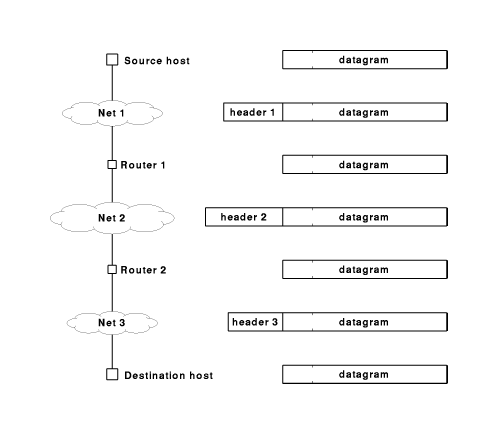 Source host datagram
Net 1 header 1 datagram
Router 1 datagram
Net 2 header 2 datagram
Router 2 datagram
Net 3 header 3 datagram
Destination host datagram